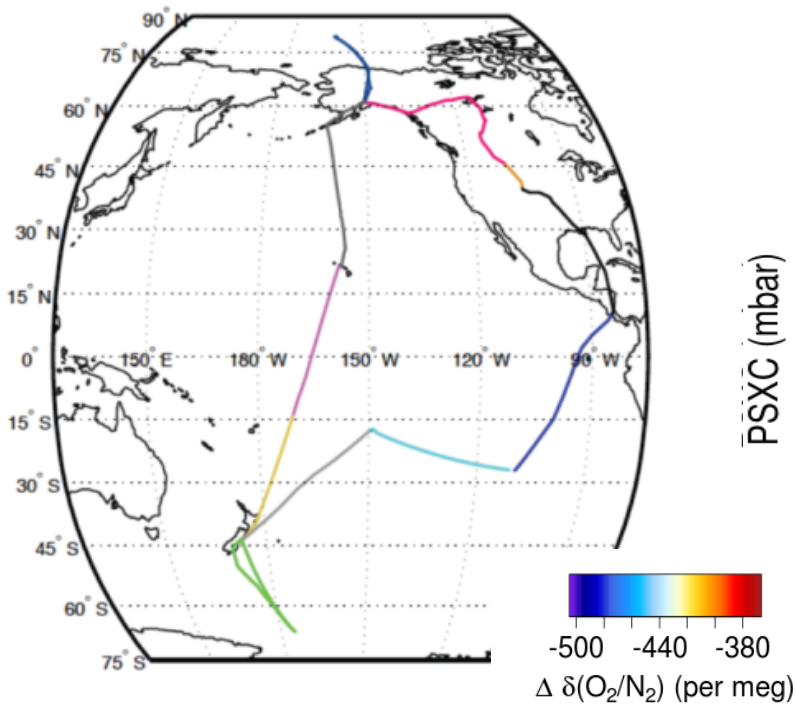 90° N
75° N
60° N
45° N
30° N
15° N
0° 150° E 180° W 150° W 120° W 90° W
15° S
30° S
45° S
60° S
75° S
PSXC (mbar)
-500 -440 -380
Δ δ(O₂/N₂) (per meg)